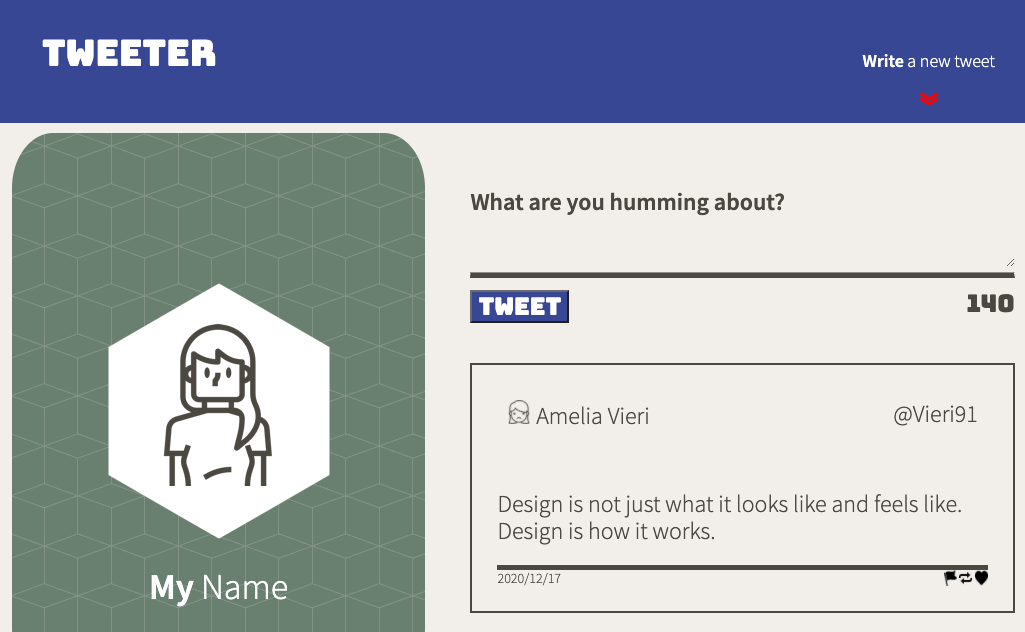 TWEETER
Write a new tweet
My Name
What are you humming about?
TWEET
140
Amelia Vieri
@Vieri91
Design is not just what it looks like and feels like.
Design is how it works.
2020/12/17